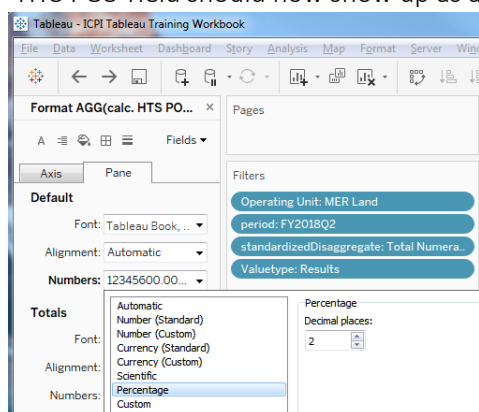 Tableau - ICPI Tableau Training Workbook
File Data Worksheet Dashboard Story Analysis Map Format Server
Format AGG(calc. HTS PO... ×
Pages
Fields
Axis Pane
Filters
Default
Operating Unit: MER Land
Font: Tableau Book, ..
period: FY2018Q2
Alignment: Automatic
standardizedDisaggregate: Total Numera..
Numbers: 12345600.00...
Valuetype: Results
Totals
Automatic
Number (Standard)
Number (Custom)
Currency (Standard)
Currency (Custom)
Scientific
Percentage
Custom
Percentage
Decimal places:
2
Font:
Alignment:
Numbers: